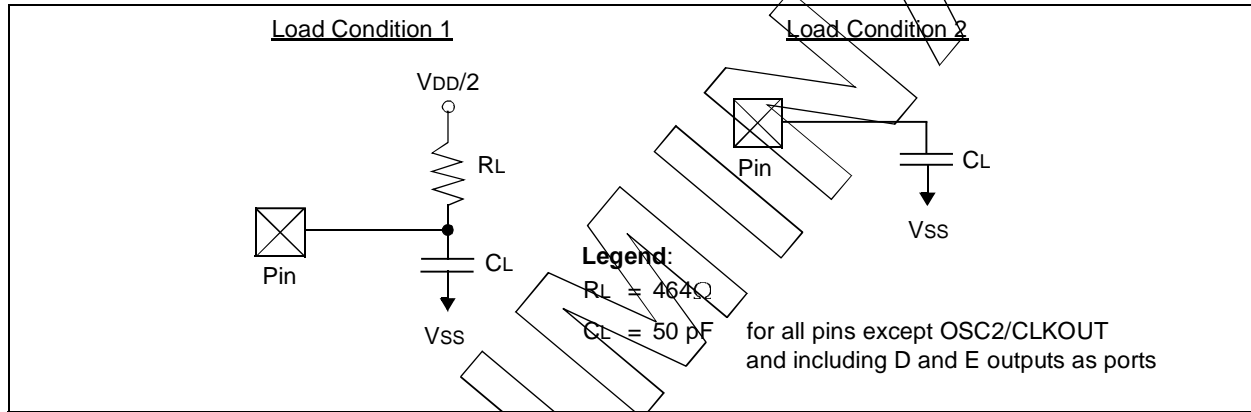 Load Condition 1
Load Condition 2
VDD/2
RL
Pin
CL
VSS
Pin
CL
VSS
Legend:
RL = 464Ω
CL = 50 pF for all pins except OSC2/CLKOUT
and including D and E outputs as ports